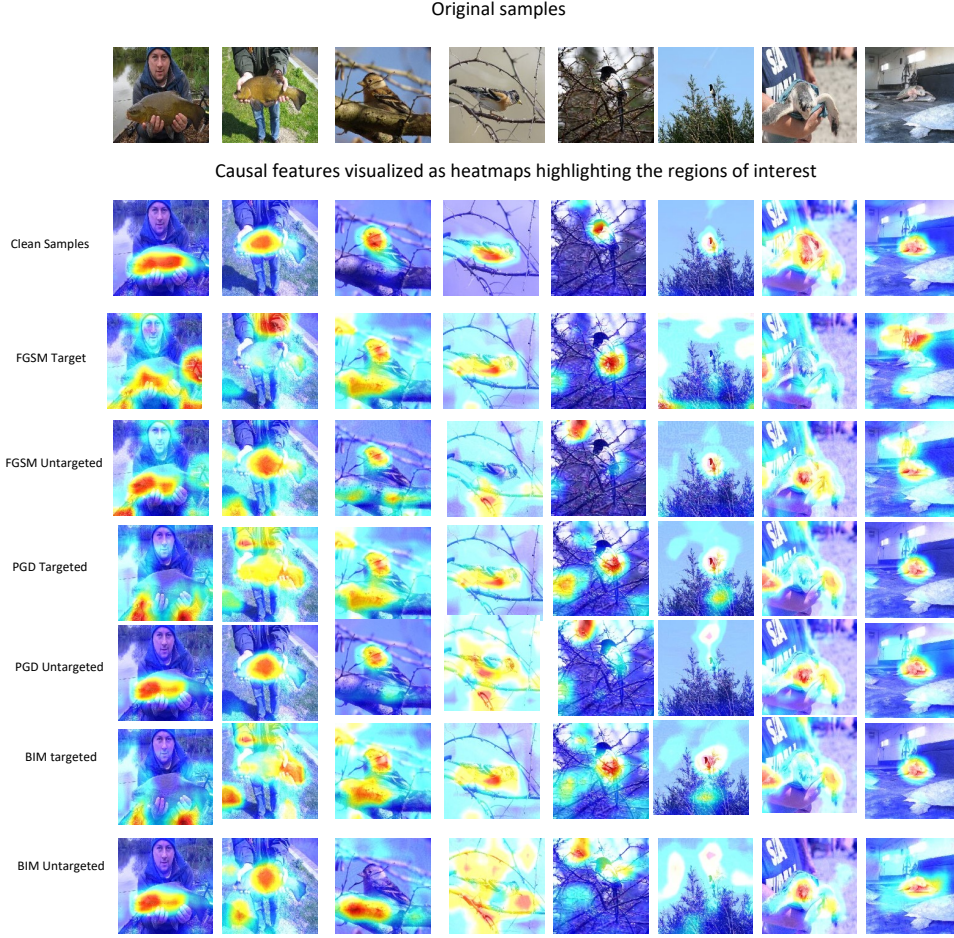 Original samples
Causal features visualized as heatmaps highlighting the regions of interest
Clean Samples
FGSM Target
FGSM Untargeted
PGD Targeted
PGD Untargeted
BIM targeted
BIM Untargeted